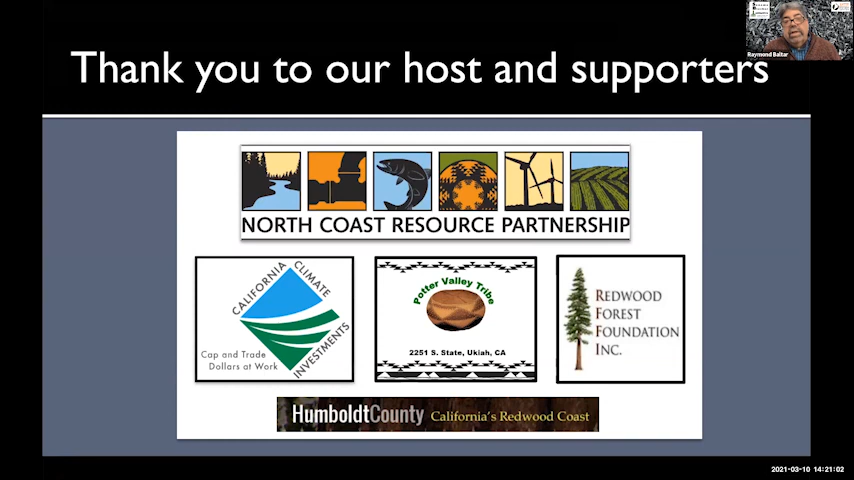 Thank you to our host and supporters
Raymond Baltar
NORTH COAST RESOURCE PARTNERSHIP
CALIFORNIA CLIMATE INVESTMENTS
Cap and Trade
Dollars at Work
Potter Valley Tribe
2251 S. State, Ukiah, CA
REDWOOD
FOREST
FOUNDATION
INC.
HumboldtCounty California's Redwood Coast
2021-03-10 14:21:02